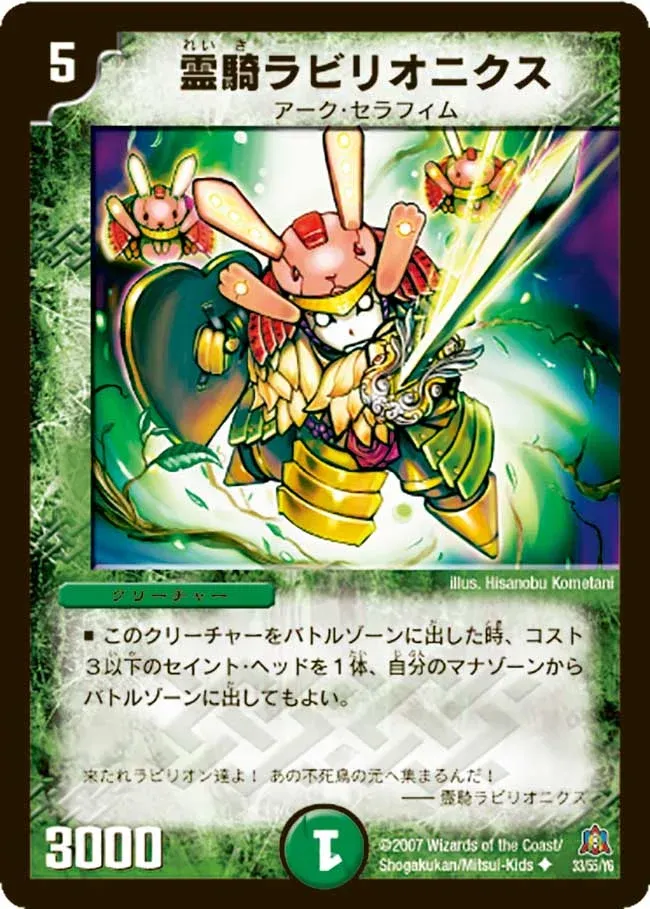 5
霊騎ラビリオニクス
アーク・セラフィム
illus. Hisanobu Kometani
クリーチャー
■ このクリーチャーをバトルゾーンに出した時、コスト
3以下のセイント・ヘッドを1体、自分のマナゾーンから
バトルゾーンに出してもよい。
来たれラビリオン達よ! あの不死鳥の元へ集まるんだ!
―― 霊騎ラビリオニクス
3000
1
©2007 Wizards of the Coast/
Shogakukan/Mitsui-Kids ◆
33/55/Y6